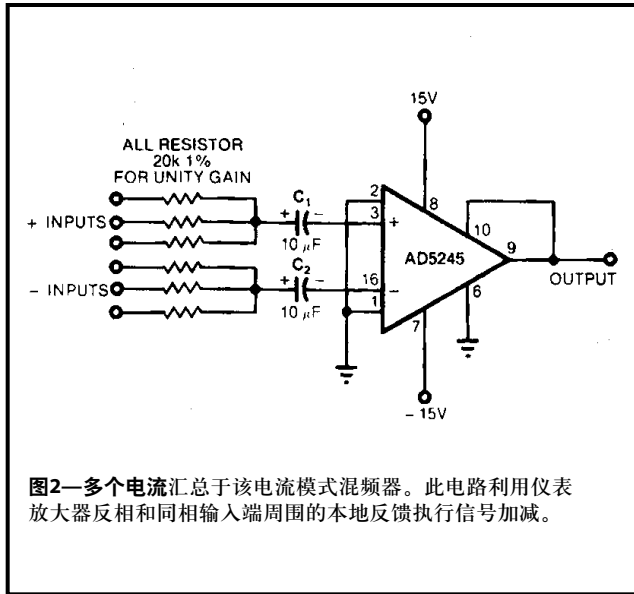 15V
ALL RESISTOR
20k 1%
FOR UNITY GAIN
C₁
+ -
10 μF
+ INPUTS
2
3
+
8
10
AD5245
9
OUTPUT
C₂
+ -
10 μF
- INPUTS
16
-
1
6
7
- 15V
图2—多个电流汇总于该电流模式混频器。此电路利用仪表
放大器反相和同相输入端周围的本地反馈执行信号加减。